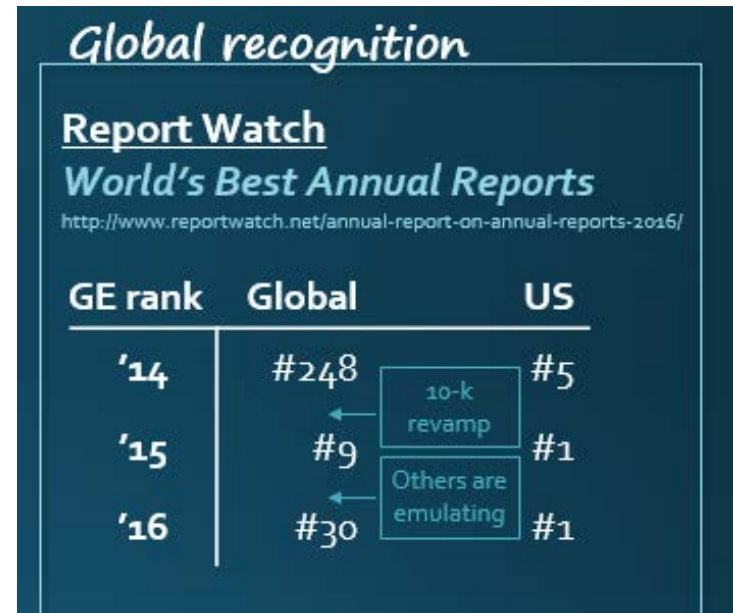 Global recognition
Report Watch
World's Best Annual Reports
http://www.reportwatch.net/annual-report-on-annual-reports-2016/
GE rank Global US
'14 #248 #5
10-k
revamp
'15 #9 #1
Others are
emulating
'16 #30 #1